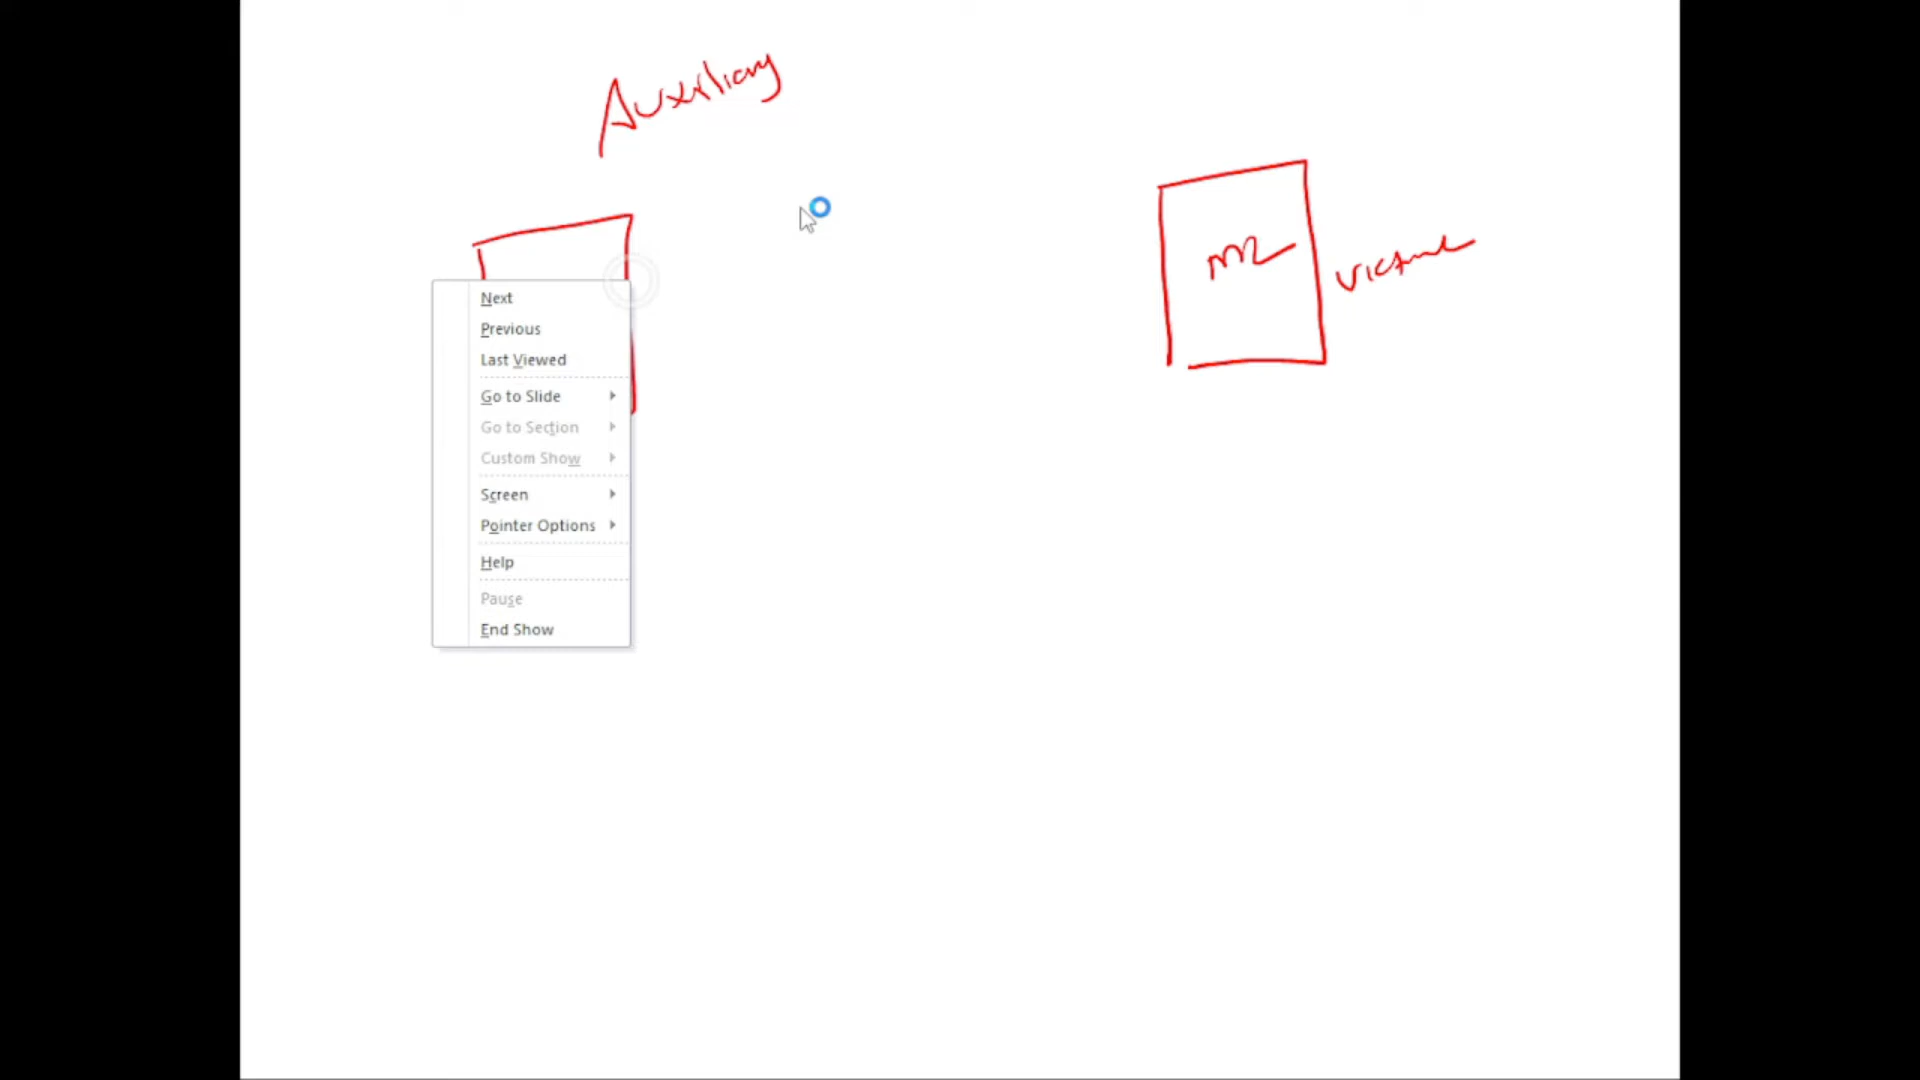 Auxiliary
M2
Next
Previous
Last Viewed
Go to Slide
Go to Section
Custom Show
Screen
Pointer Options
Help
Pause
End Show